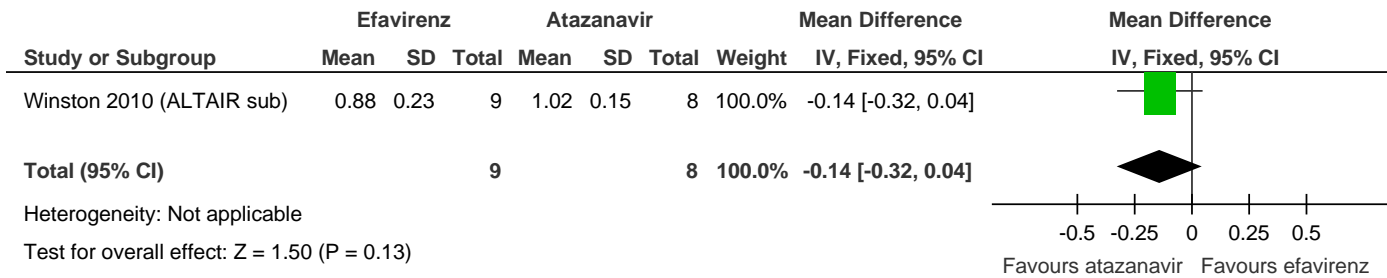 Efavirenz Atazanavir Mean Difference Mean Difference
Study or Subgroup Mean SD Total Mean SD Total Weight IV, Fixed, 95% CI IV, Fixed, 95% CI
Winston 2010 (ALTAIR sub) 0.88 0.23 9 1.02 0.15 8 100.0% -0.14 [-0.32, 0.04]
Total (95% CI) 9 8 100.0% -0.14 [-0.32, 0.04]
Heterogeneity: Not applicable
Test for overall effect: Z = 1.50 (P = 0.13)
-0.5 -0.25 0 0.25 0.5
Favours atazanavir Favours efavirenz